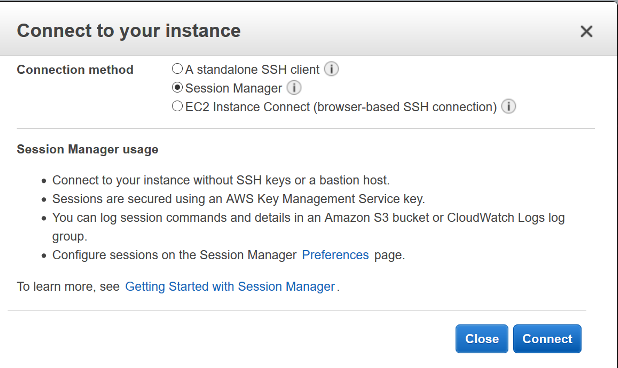 Connect to your instance
Connection method
A standalone SSH client
Session Manager
EC2 Instance Connect (browser-based SSH connection)
Session Manager usage
Connect to your instance without SSH keys or a bastion host.
Sessions are secured using an AWS Key Management Service key.
You can log session commands and details in an Amazon S3 bucket or CloudWatch Logs log
group.
Configure sessions on the Session Manager Preferences page.
To learn more, see Getting Started with Session Manager.
Close Connect